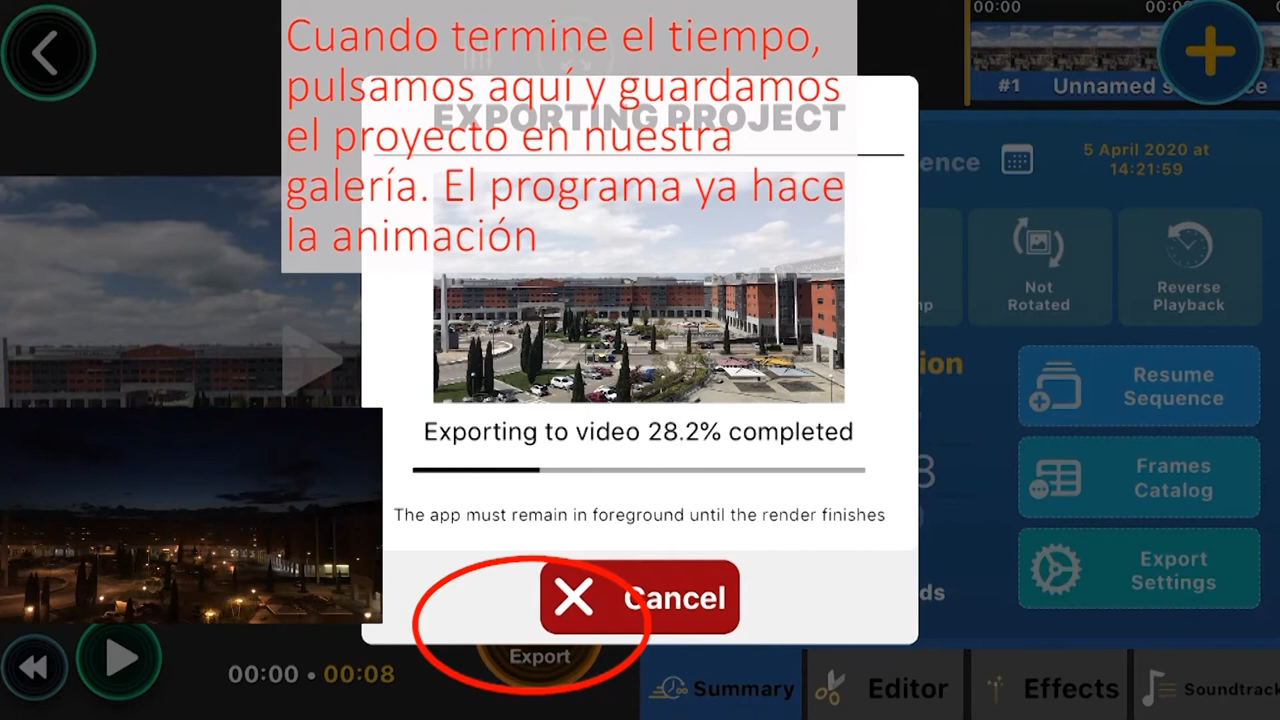 Cuando termine el tiempo,
pulsamos aquí y guardamos
el proyecto en nuestra
galería. El programa ya hace
la animación
EXPORTING PROJECT
Exporting to video 28.2% completed
The app must remain in foreground until the render finishes
Cancel
Export
00:00 • 00:08
00:00
#1 Unnamed
5 April 2020 at
14:21:59
Not
Rotated
Reverse
Playback
Resume
Sequence
Frames
Catalog
Export
Settings
Summary
Editor
Effects
Soundtrack